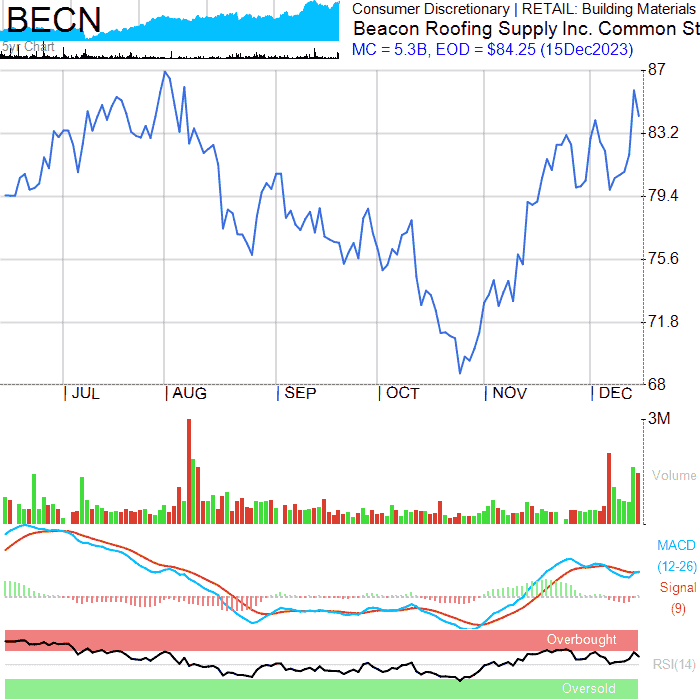 BECN
5yr Chart
Consumer Discretionary | RETAIL: Building Materials
Beacon Roofing Supply Inc. Common St
MC = 5.3B, EOD = $84.25 (15Dec2023)
87
83.2
79.4
75.6
71.8
68
JUL
AUG
SEP
OCT
NOV
DEC
3M
Volume
MACD
(12-26)
Signal
(9)
Overbought
RSI(14)
Oversold